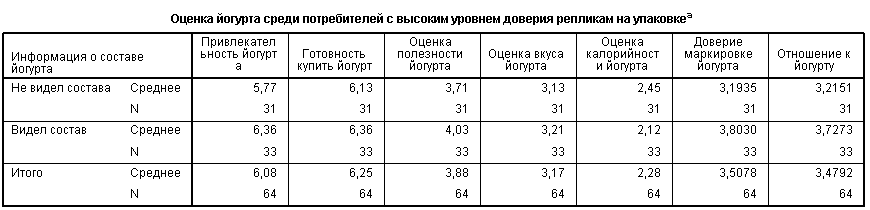 Оценка йогурта среди потребителей с высоким уровнем доверия репликам на упаковке a
Информация о составе йогурта Привлекательность йогурта Готовность купить йогурт Оценка полезности йогурта Оценка вкуса йогурта Оценка калорийности йогурта Доверие маркировке йогурта Отношение к йогурту
Не видел состава Среднее 5,77 6,13 3,71 3,13 2,45 3,1935 3,2151
N 31 31 31 31 31 31 31
Видел состав Среднее 6,36 6,36 4,03 3,21 2,12 3,8030 3,7273
N 33 33 33 33 33 33 33
Итого Среднее 6,08 6,25 3,88 3,17 2,28 3,5078 3,4792
N 64 64 64 64 64 64 64